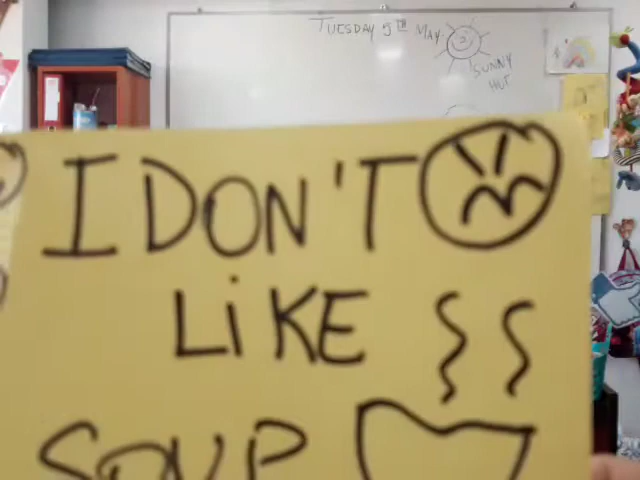 TUESDAY 5TH MAY
SUNNY
HOT
I DON'T
LiKE
SOUP